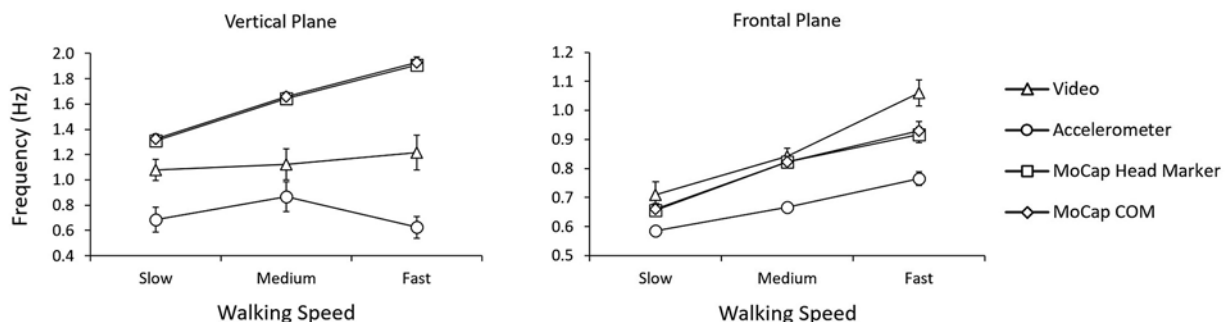 Vertical Plane
Frequency (Hz)
2.0
1.8
1.6
1.4
1.2
1.0
0.8
0.6
0.4
Slow Medium Fast
Walking Speed
Frontal Plane
1.2
1.1
1.0
0.9
0.8
0.7
0.6
0.5
Slow Medium Fast
Walking Speed
Video
Accelerometer
MoCap Head Marker
MoCap COM